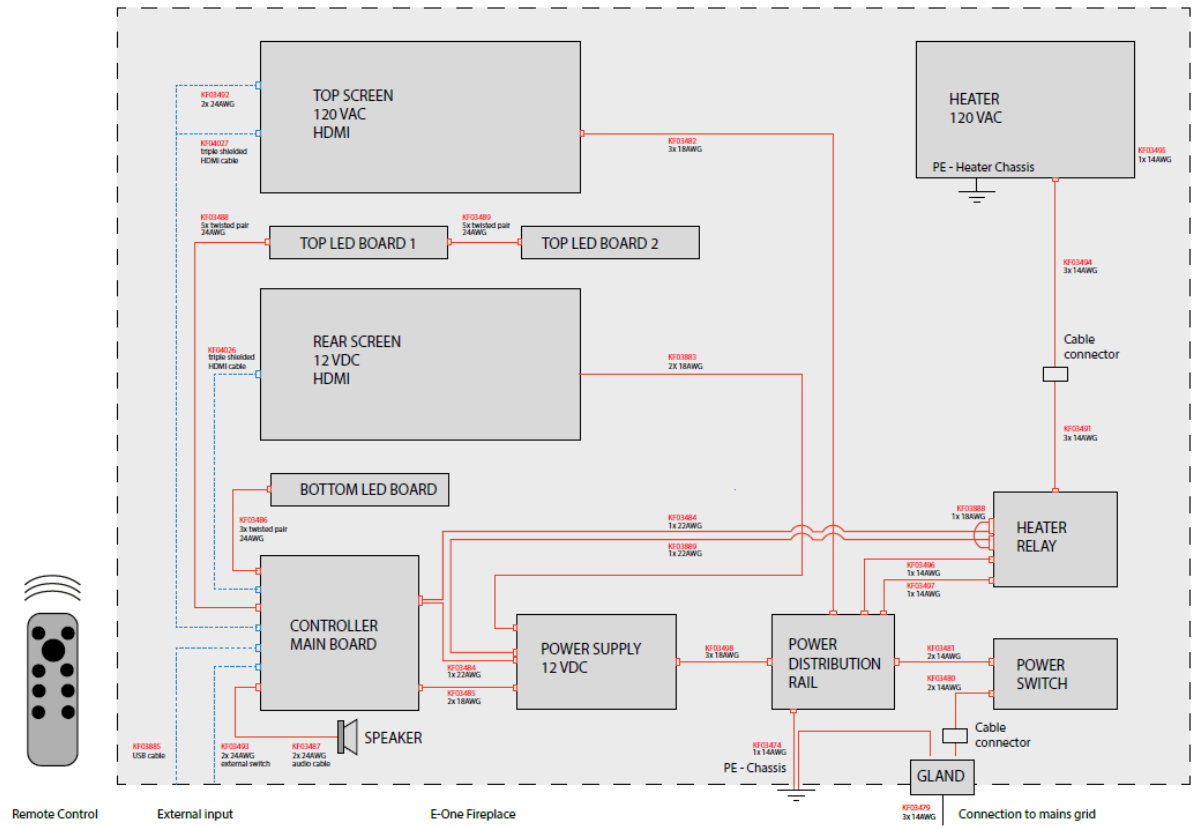 KF03492
2x 24AWG
KF04027
triple shielded
HDMI cable
TOP SCREEN
120 VAC
HDMI
KF03482
3x 18AWG
HEATER
120 VAC
PE - Heater Chassis
KF03495
1x 14AWG
KF03488
5x twisted pair
24AWG
TOP LED BOARD 1
KF03489
5x twisted pair
24AWG
TOP LED BOARD 2
KF03494
3x 14AWG
KF04026
triple shielded
HDMI cable
REAR SCREEN
12 VDC
HDMI
KF03883
2X 18AWG
Cable
connector
KF03491
3x 14AWG
BOTTOM LED BOARD
KF03486
3x twisted pair
24AWG
KF03484
1x 22AWG
KF03889
1x 22AWG
KF03888
1x 18AWG
HEATER
RELAY
KF03496
1x 14AWG
KF03497
1x 14AWG
CONTROLLER
MAIN BOARD
KF03484
1x 22AWG
KF03485
2x 18AWG
POWER SUPPLY
12 VDC
KF03498
3x 18AWG
POWER
DISTRIBUTION
RAIL
KF03481
2x 14AWG
KF03480
2x 14AWG
POWER
SWITCH
KF03885
USB cable
KF03493
2x 24AWG
external switch
KF03487
2x 24AWG
audio cable
SPEAKER
KF03474
1x 14AWG
PE - Chassis
Cable
connector
GLAND
KF03479
3x 14AWG
Remote Control
External input
E-One Fireplace
Connection to mains grid